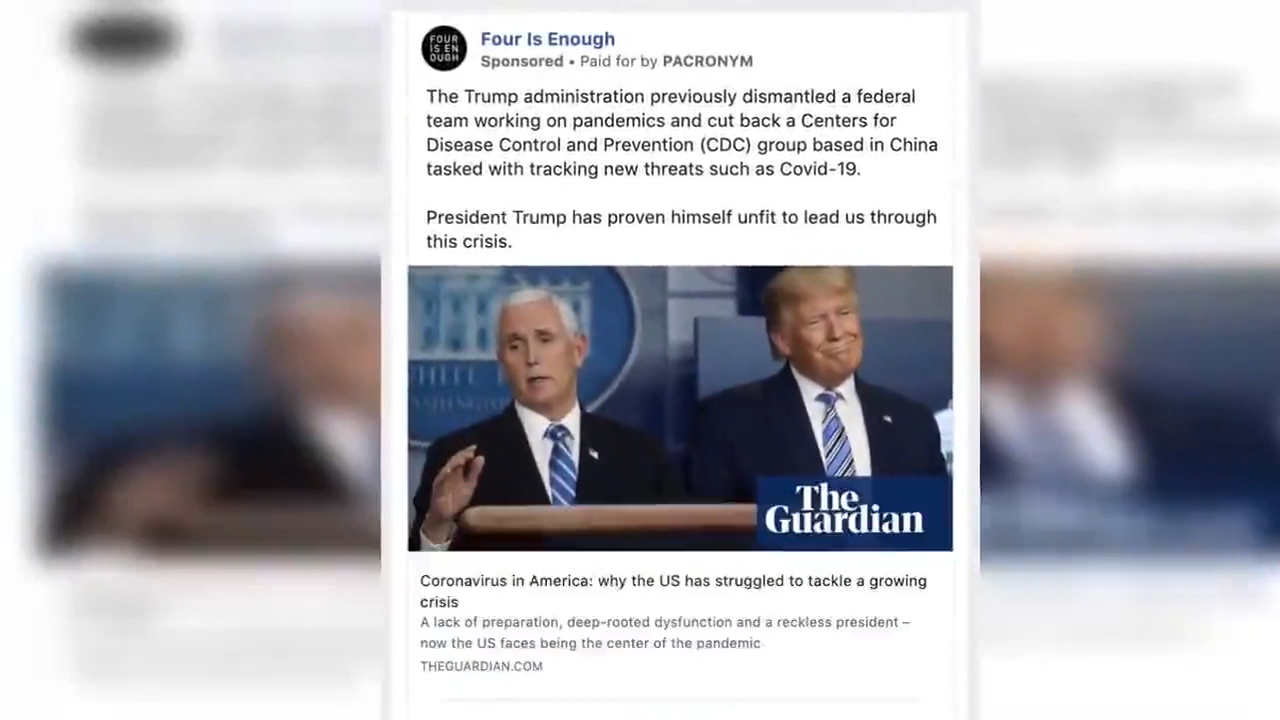 FOUR
IS EN
OUGH
Four Is Enough
Sponsored • Paid for by PACRONYM
The Trump administration previously dismantled a federal
team working on pandemics and cut back a Centers for
Disease Control and Prevention (CDC) group based in China
tasked with tracking new threats such as Covid-19.
President Trump has proven himself unfit to lead us through
this crisis.
The
Guardian
Coronavirus in America: why the US has struggled to tackle a growing
crisis
A lack of preparation, deep-rooted dysfunction and a reckless president –
now the US faces being the center of the pandemic
THEGUARDIAN.COM